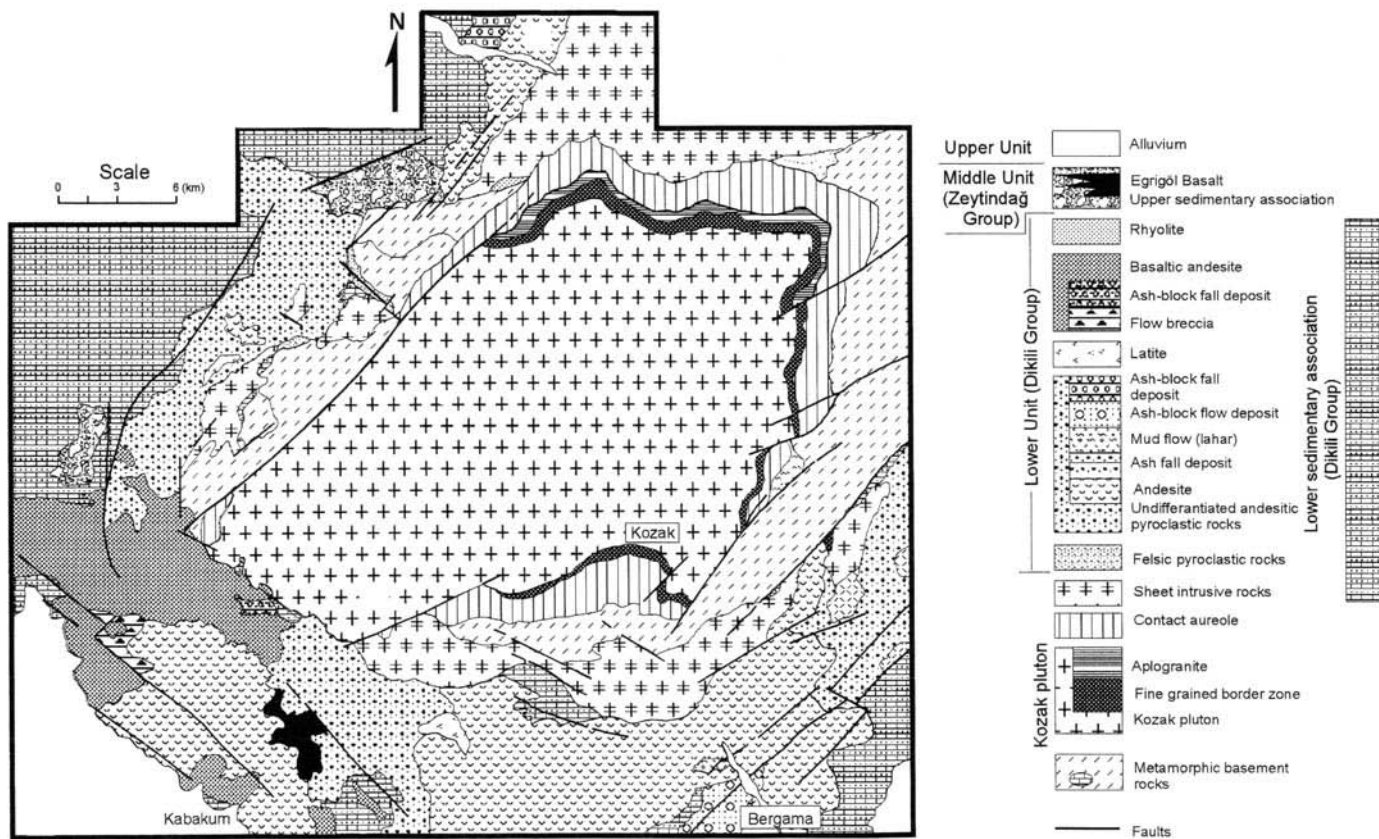 N
Scale
0 3 6 (km)
Kozak
Kabakum
Bergama
Upper Unit
Middle Unit
(Zeytindağ
Group)
Lower Unit (Dikili Group)
Kozak pluton
Alluvium
Egrigöl Basalt
Upper sedimentary association
Rhyolite
Basaltic andesite
Ash-block fall deposit
Flow breccia
Latite
Ash-block fall
deposit
Ash-block flow deposit
Mud flow (lahar)
Ash fall deposit
Andesite
Undifferantiated andesitic
pyroclastic rocks
Felsic pyroclastic rocks
Sheet intrusive rocks
Contact aureole
Aplogranite
Fine grained border zone
Kozak pluton
Metamorphic basement
rocks
Faults
Lower sedimentary association
(Dikili Group)